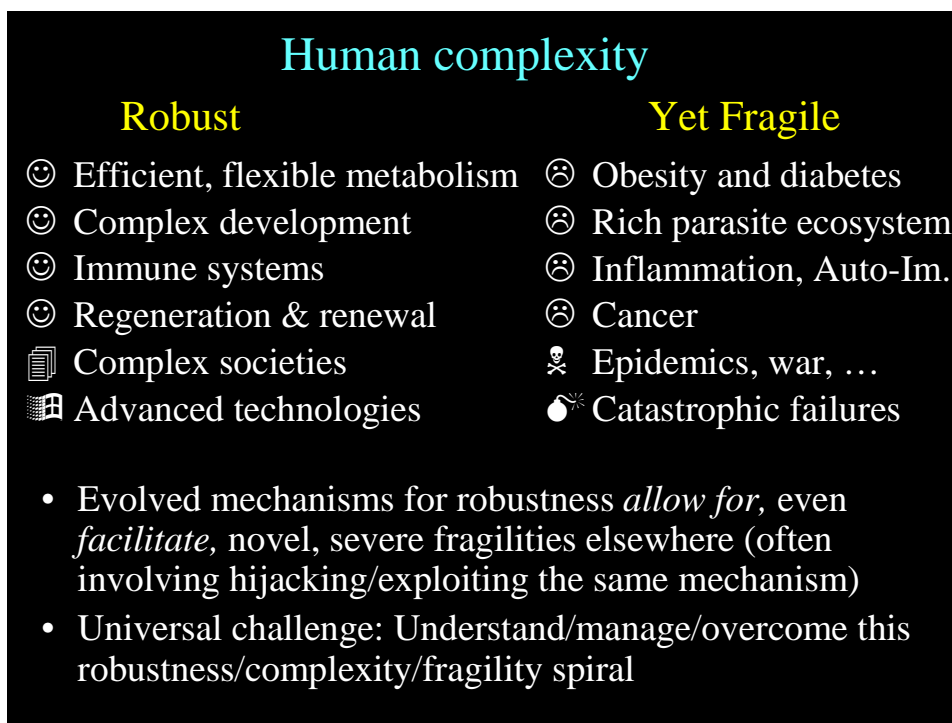 Human complexity
Robust Yet Fragile
☺ Efficient, flexible metabolism ☹ Obesity and diabetes
☺ Complex development ☹ Rich parasite ecosystem
☺ Immune systems ☹ Inflammation, Auto-Im.
☺ Regeneration & renewal ☹ Cancer
Complex societies ☠ Epidemics, war, …
Advanced technologies 💣 Catastrophic failures
• Evolved mechanisms for robustness allow for, even
facilitate, novel, severe fragilities elsewhere (often
involving hijacking/exploiting the same mechanism)
• Universal challenge: Understand/manage/overcome this
robustness/complexity/fragility spiral